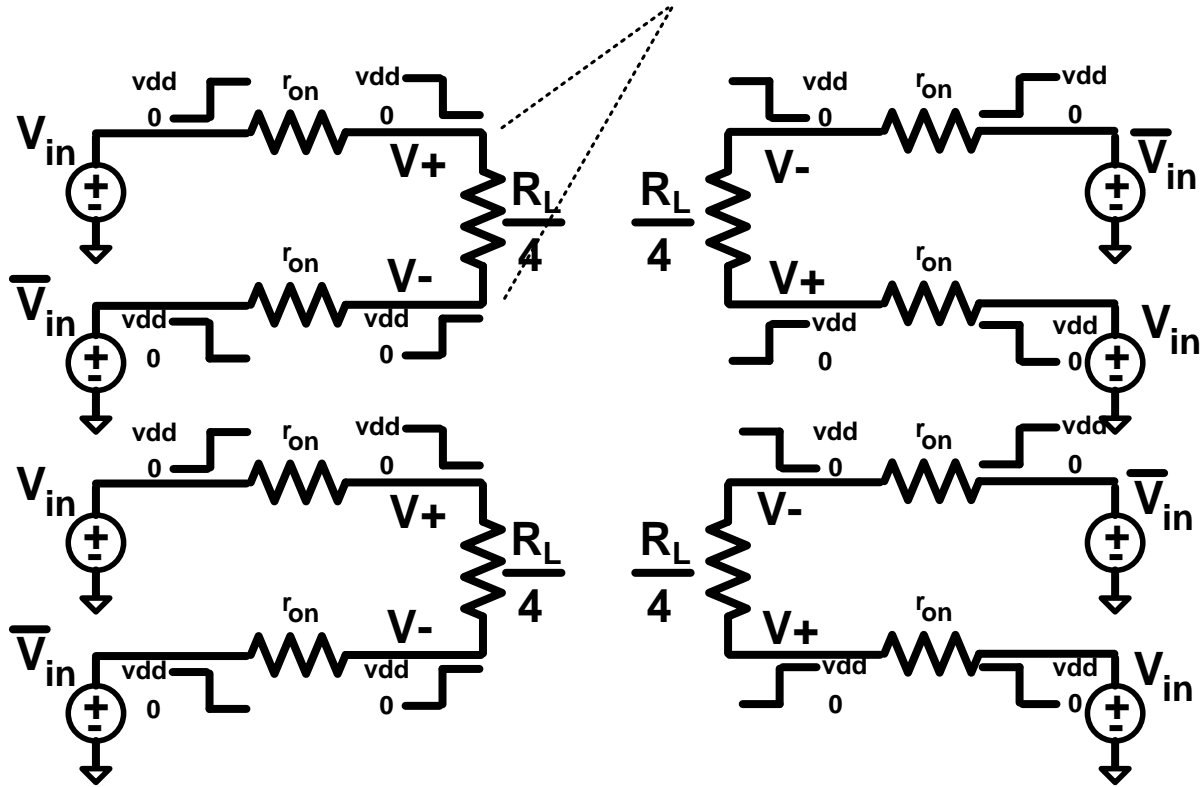 vdd r_on vdd vdd r_on vdd
0 0 0 0
V_in V+ V- V̅_in
R_L/4 R_L/4
V̅_in r_on V- V+ r_on V_in
vdd vdd vdd vdd
0 0 0 0
vdd r_on vdd vdd r_on vdd
0 0 0 0
V_in V+ V- V̅_in
R_L/4 R_L/4
V̅_in r_on V- V+ r_on V_in
vdd vdd vdd vdd
0 0 0 0